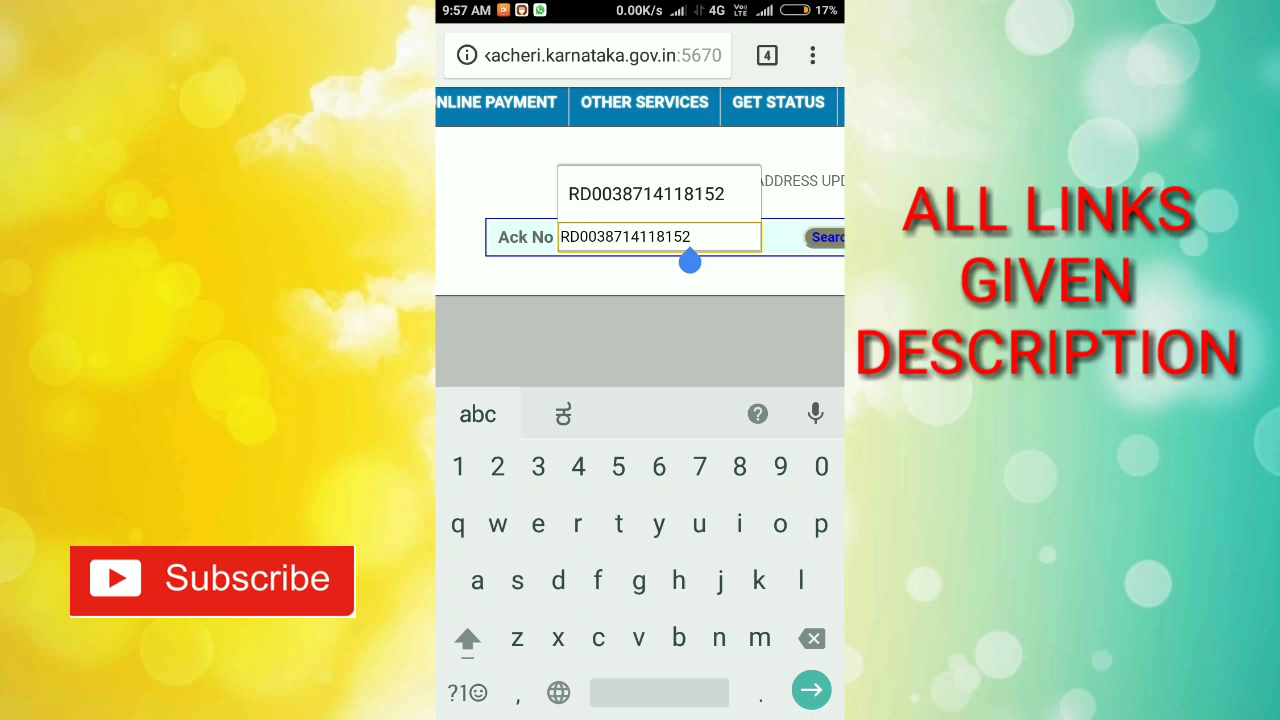 9:57 AM 0.00K/s 4G Vo) LTE 17%
‹acheri.karnataka.gov.in:5670 4
NLINE PAYMENT OTHER SERVICES GET STATUS
ADDRESS UPD
RD0038714118152
Ack No RD0038714118152 Searc
abc ಕ
1 2 3 4 5 6 7 8 9 0
q w e r t y u i o p
a s d f g h j k l
z x c v b n m
?1☺ , .
Subscribe
ALL LINKS
GIVEN
DESCRIPTION